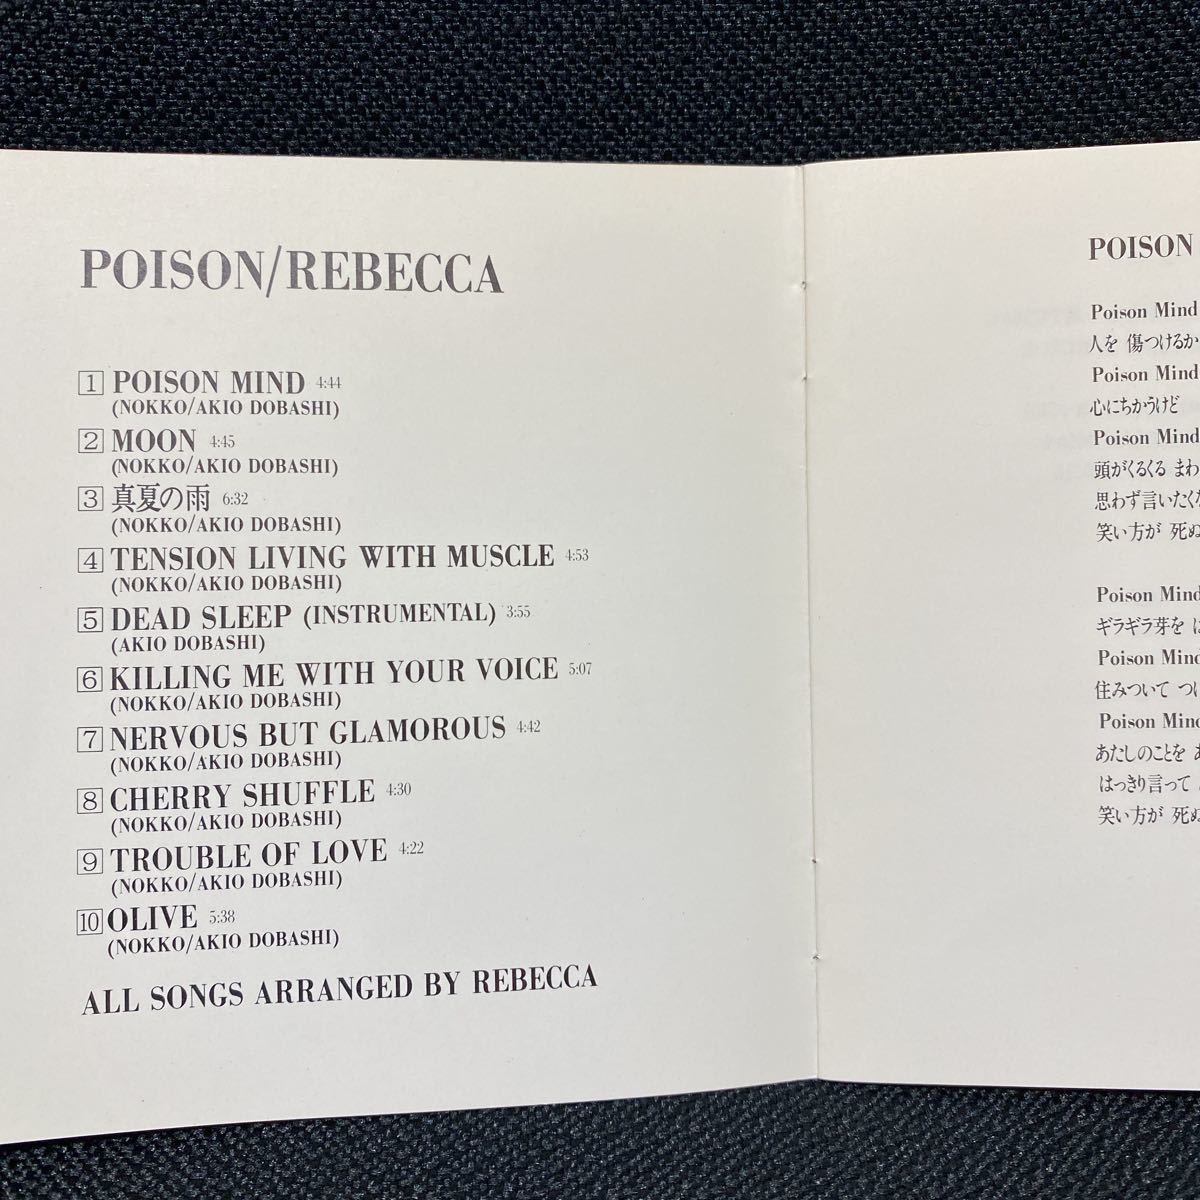 POISON/REBECCA
1 POISON MIND 4:44
(NOKKO/AKIO DOBASHI)
2 MOON 4:45
(NOKKO/AKIO DOBASHI)
3 真夏の雨 6:32
(NOKKO/AKIO DOBASHI)
4 TENSION LIVING WITH MUSCLE 4:53
(NOKKO/AKIO DOBASHI)
5 DEAD SLEEP (INSTRUMENTAL) 3:55
(AKIO DOBASHI)
6 KILLING ME WITH YOUR VOICE 5:07
(NOKKO/AKIO DOBASHI)
7 NERVOUS BUT GLAMOROUS 4:42
(NOKKO/AKIO DOBASHI)
8 CHERRY SHUFFLE 4:30
(NOKKO/AKIO DOBASHI)
9 TROUBLE OF LOVE 4:22
(NOKKO/AKIO DOBASHI)
10 OLIVE 5:38
(NOKKO/AKIO DOBASHI)
ALL SONGS ARRANGED BY REBECCA
POISON
Poison Mind
人を 傷つけるか
Poison Mind
心にちかうけど
Poison Mind
頭がくるくる まわ
思わず言いたくな
笑い方が 死ぬ
Poison Mind
ギラギラ芽を は
Poison Mind
住みついて つけ
Poison Mind
あたしのことを あ
はっきり言って
笑い方が 死ぬ